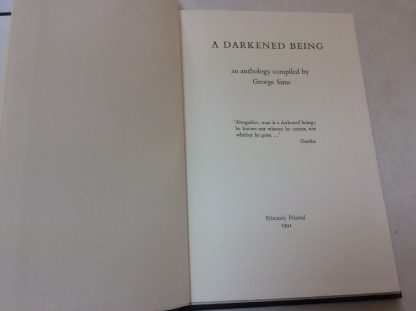 A DARKENED BEING
an anthology compiled by
George Sims
'Altogether, man is a darkened being;
he knows not whence he comes, nor
whither he goes. . .'
Goethe
Privately Printed
1992